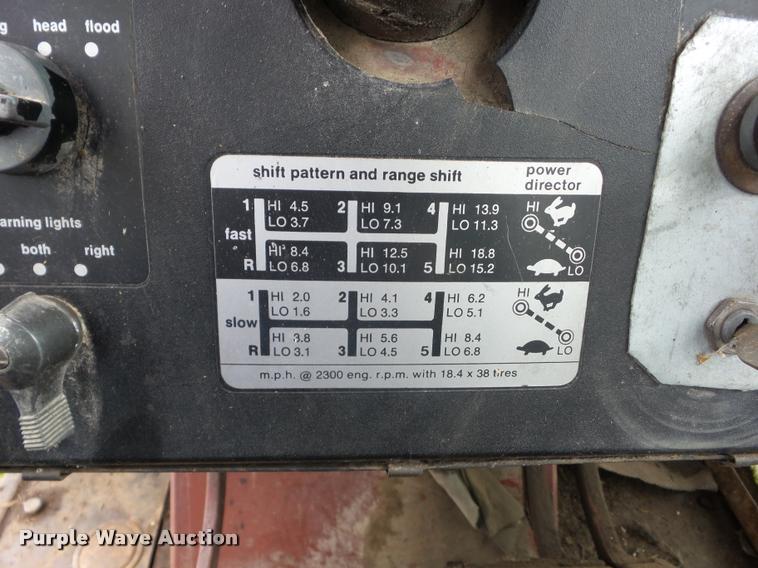 head flood
both right
shift pattern and range shift
power
director
1 HI 4.5 2 HI 9.1 4 HI 13.9 HI
LO 3.7 LO 7.3 LO 11.3
fast
HI 8.4 HI 12.5 HI 18.8
R LO 6.8 3 LO 10.1 5 LO 15.2 LO
1 HI 2.0 2 HI 4.1 4 HI 6.2 HI
LO 1.6 LO 3.3 LO 5.1
slow
HI 3.8 HI 5.6 HI 8.4
R LO 3.1 3 LO 4.5 5 LO 6.8 LO
m.p.h. @ 2300 eng. r.p.m. with 18.4 x 38 tires
lights
Purple Wave Auction